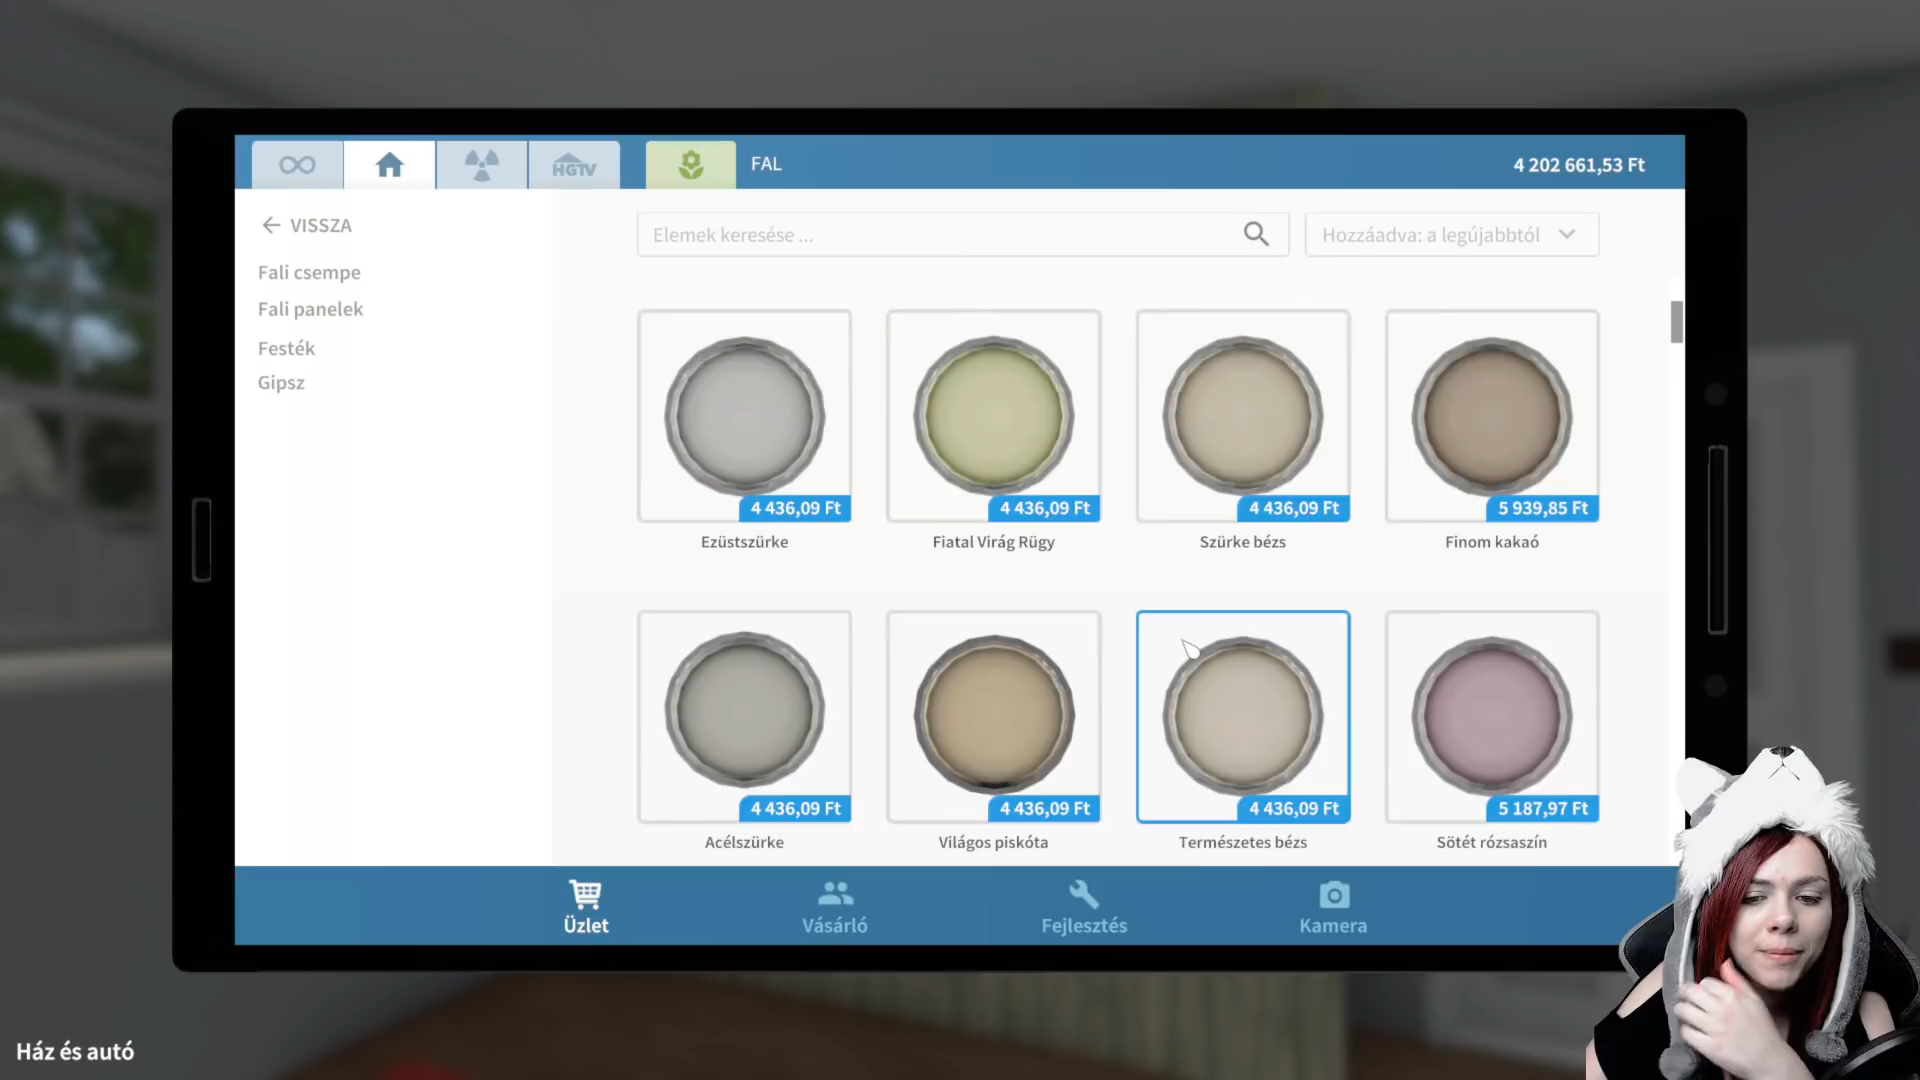 HGTV
FAL
4 202 661,53 Ft
VISSZA
Fali csempe
Fali panelek
Festék
Gipsz
Elemek keresése ...
Hozzáadva: a legújabbtól
4 436,09 Ft
4 436,09 Ft
4 436,09 Ft
5 939,85 Ft
Ezüstszürke
Fiatal Virág Rügy
Szürke bézs
Finom kakaó
4 436,09 Ft
4 436,09 Ft
4 436,09 Ft
5 187,97 Ft
Acélszürke
Világos piskóta
Természetes bézs
Sötét rózsaszín
Üzlet
Vásárló
Fejlesztés
Kamera
Ház és autó